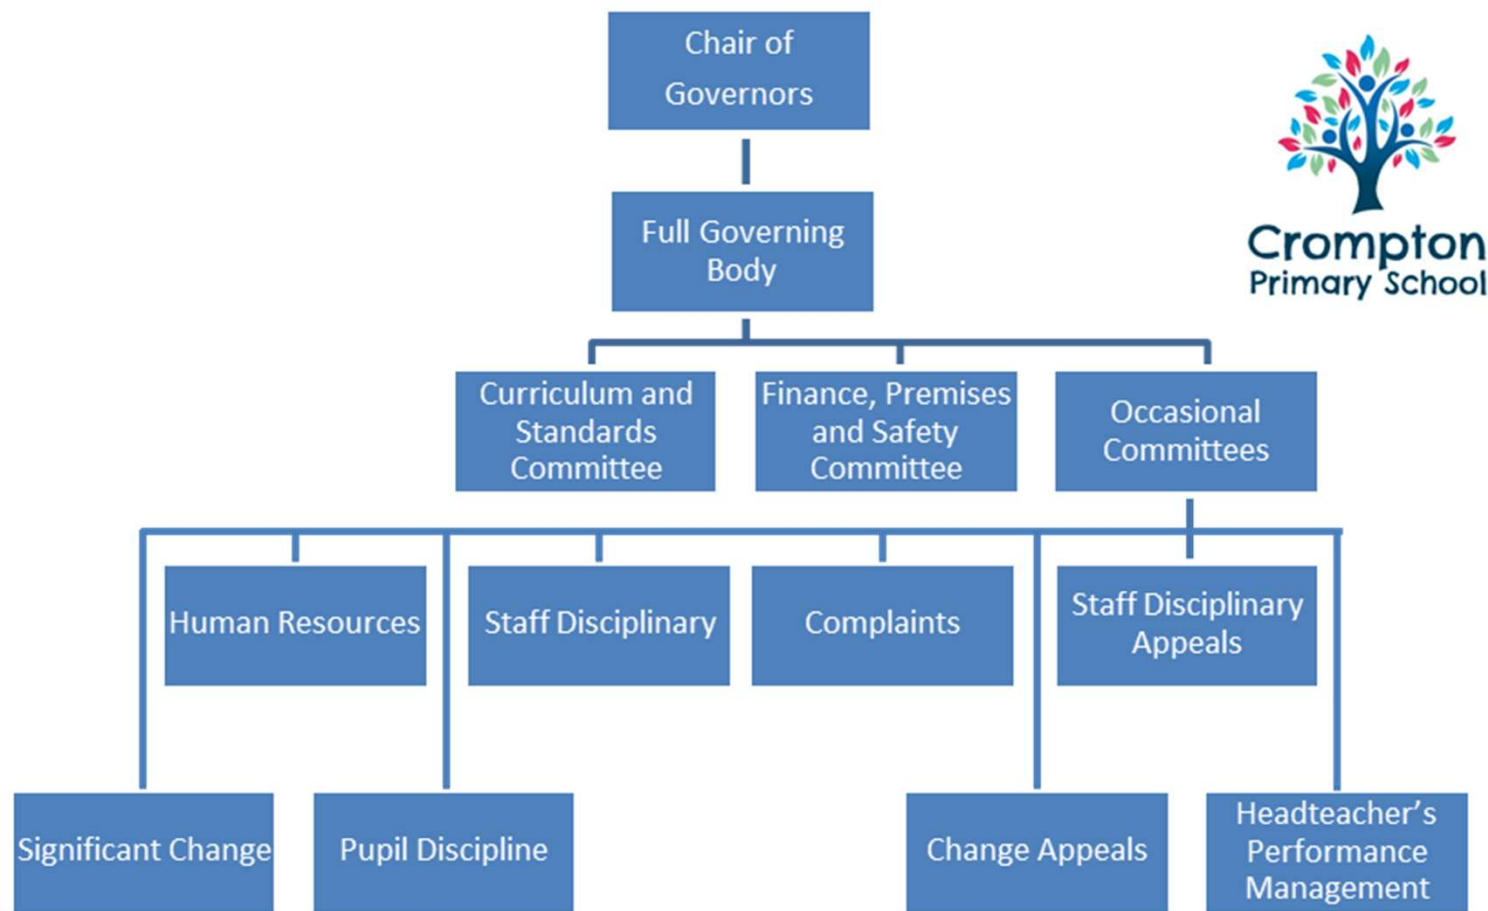 Chair of
Governors
Crompton
Primary School
Full Governing
Body
Curriculum and
Standards
Committee
Finance, Premises
and Safety
Committee
Occasional
Committees
Human Resources
Staff Disciplinary
Complaints
Staff Disciplinary
Appeals
Significant Change
Pupil Discipline
Change Appeals
Headteacher’s
Performance
Management